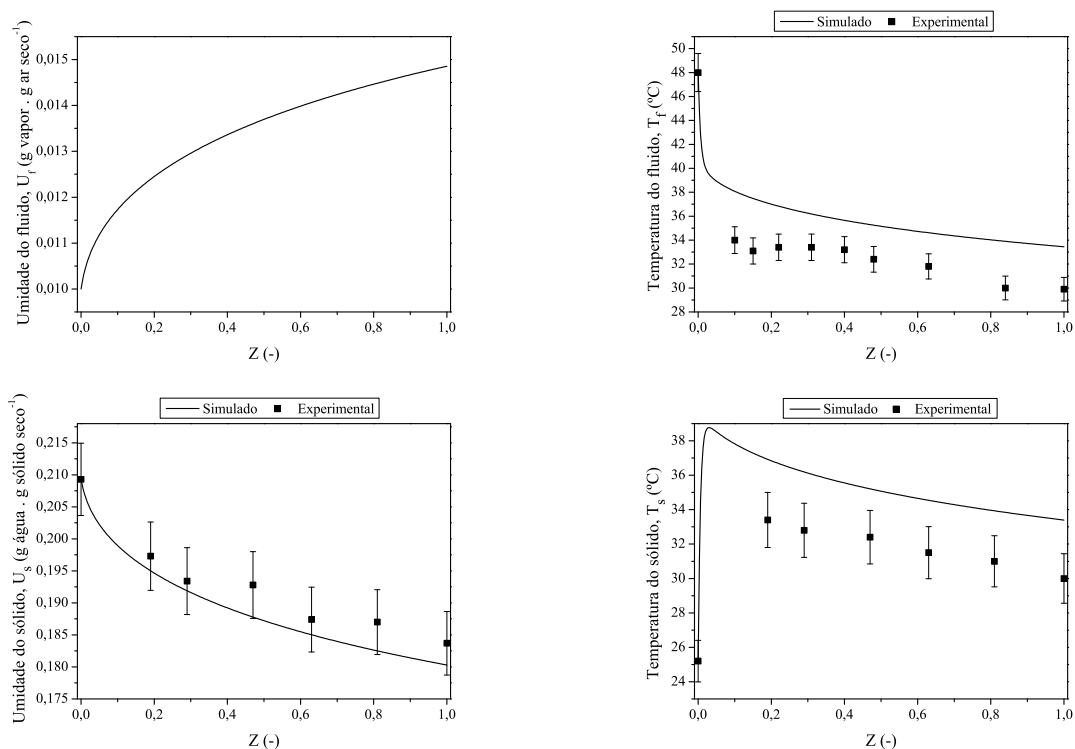 Umidade do fluido, U_f (g vapor . g ar seco⁻¹)
0,015
0,014
0,013
0,012
0,011
0,010
0,0 0,2 0,4 0,6 0,8 1,0
Z (-)
Simulado Experimental
Temperatura do fluido, T_f (ºC)
50
48
46
44
42
40
38
36
34
32
30
28
0,0 0,2 0,4 0,6 0,8 1,0
Z (-)
Simulado Experimental
Umidade do sólido, U_s (g água . g sólido seco⁻¹)
0,215
0,210
0,205
0,200
0,195
0,190
0,185
0,180
0,175
0,0 0,2 0,4 0,6 0,8 1,0
Z (-)
Simulado Experimental
Temperatura do sólido, T_s (ºC)
38
36
34
32
30
28
26
24
0,0 0,2 0,4 0,6 0,8 1,0
Z (-)